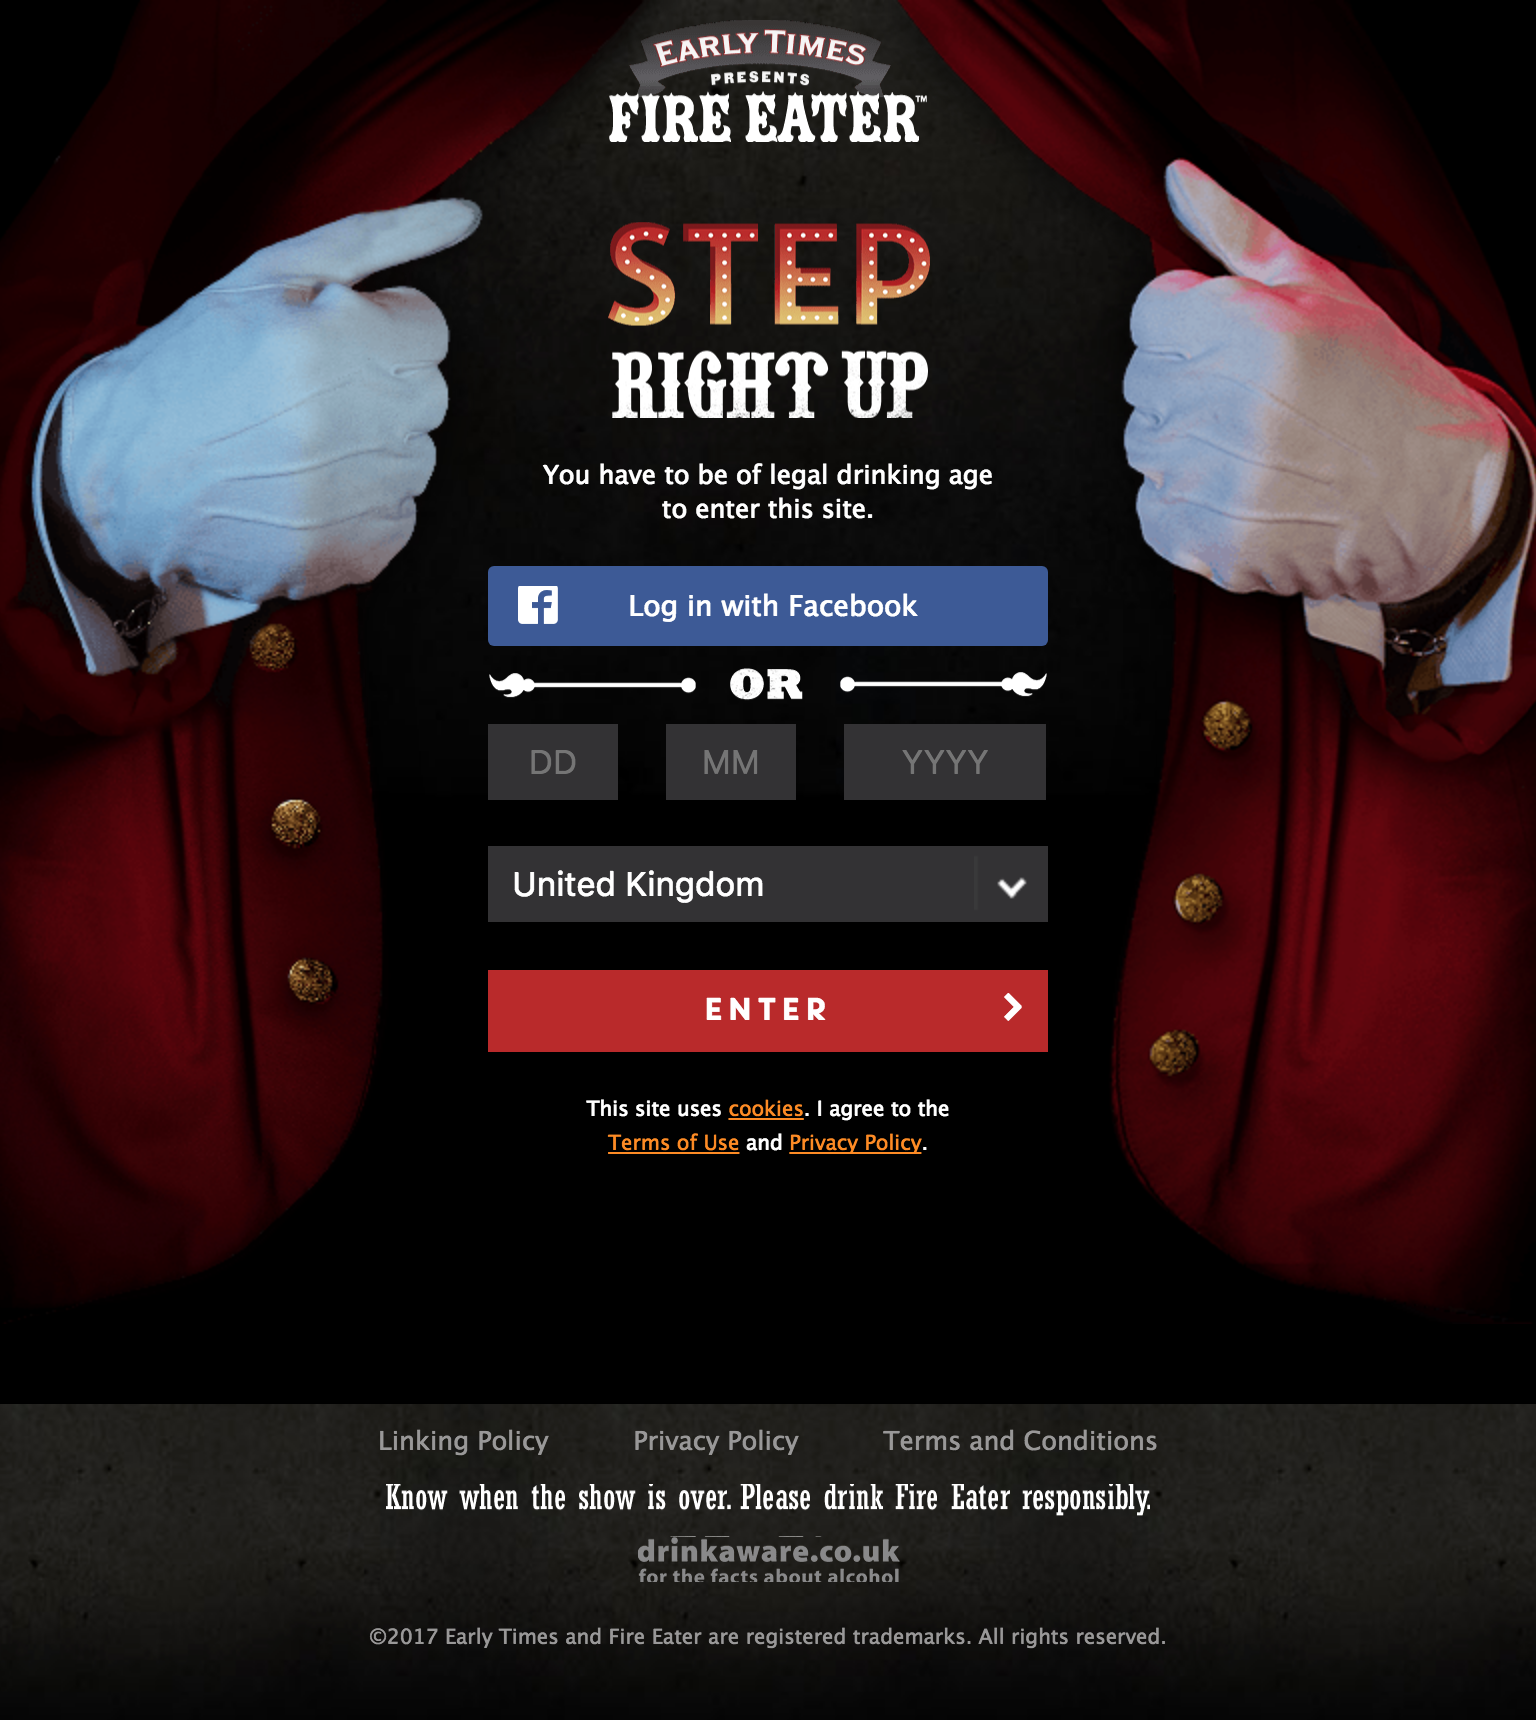 EARLY TIMES
PRESENTS
FIRE EATER™
STEP
RIGHT UP
You have to be of legal drinking age
to enter this site.
Log in with Facebook
OR
DD MM YYYY
United Kingdom
ENTER
This site uses cookies. I agree to the
Terms of Use and Privacy Policy.
Linking Policy Privacy Policy Terms and Conditions
Know when the show is over. Please drink Fire Eater responsibly.
drinkaware.co.uk
for the facts about alcohol
©2017 Early Times and Fire Eater are registered trademarks. All rights reserved.